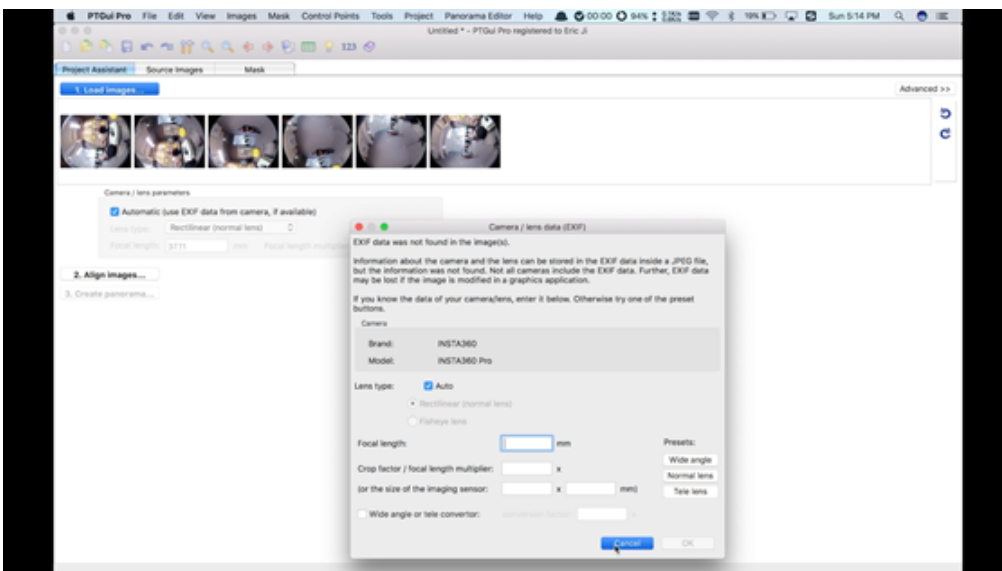 PTGui Pro File Edit View Images Mask Control Points Tools Project Panorama Editor Help 00:00 94% Sun 5:14 PM
Untitled * - PTGui Pro registered to Eric Ji
123
Project Assistant Source Images Mask
1. Load images... Advanced >>
Camera / lens parameters
Automatic (use EXIF data from camera, if available)
Lens type: Rectilinear (normal lens)
Focal length: mm Focal length multiplier
2. Align images...
3. Create panorama...
Camera / lens data (EXIF)
EXIF data was not found in the image(s).
Information about the camera and the lens can be stored in the EXIF data inside a JPEG file,
but the information was not found. Not all cameras include the EXIF data. Further, EXIF data
may be lost if the image is modified in a graphics application.
If you know the data of your camera/lens, enter it below. Otherwise try one of the preset
buttons.
Camera
Brand: INSTA360
Model: INSTA360 Pro
Lens type: Auto
Rectilinear (normal lens)
Fisheye lens
Focal length: mm Presets:
Wide angle
Crop factor / focal length multiplier: x
Normal lens
(or the size of the imaging sensor: x mm)
Tele lens
Wide angle or tele convertor: conversion factor: x
Cancel OK